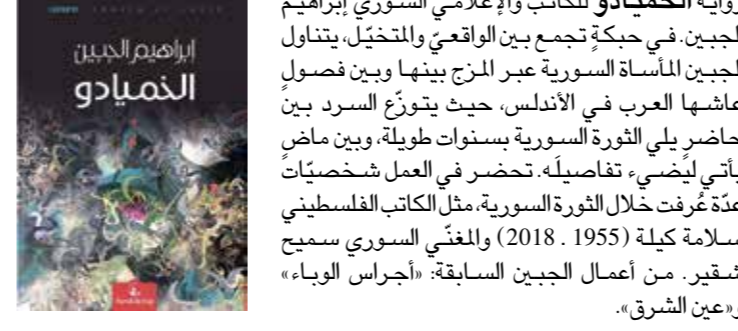 رواية الخميادو للكاتب والإعلامي السوري إبراهيم
الجبين. في حبكةٍ تجمع بين الواقعيّ والمتخيّل، يتناول
الجبين المأساة السورية عبر المزج بينها وبين فصولٍ
عاشها العرب في الأندلس، حيث يتوزّع السرد بين
حاضرٍ يلي الثورة السورية بسنوات طويلة، وبين ماضٍ
يأتي ليُضيء تفاصيلَه. تحضر في العمل شخصيّات
عدّة عُرفت خلال الثورة السورية، مثل الكاتب الفلسطيني
سلامة كيلة (1955 . 2018) والمغنّي السوري سميح
شقير. من أعمال الجبين السابقة: «أجراس الوباء»
و«عين الشرق».
ابراهيم الجبين
الخميادو